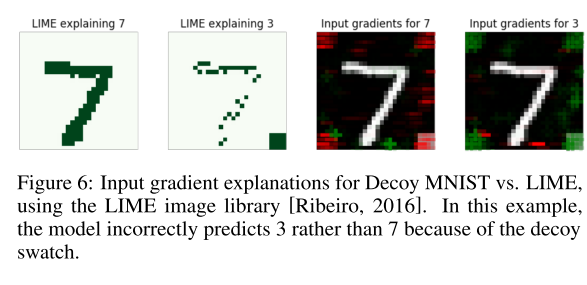 LIME explaining 7
LIME explaining 3
Input gradients for 7
Input gradients for 3
Figure 6: Input gradient explanations for Decoy MNIST vs. LIME,
using the LIME image library [Ribeiro, 2016]. In this example,
the model incorrectly predicts 3 rather than 7 because of the decoy
swatch.